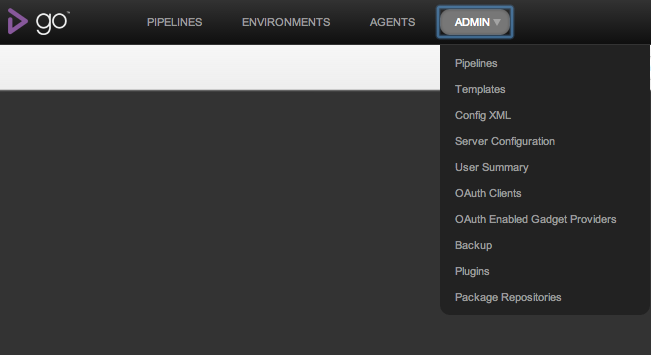 go™
PIPELINES ENVIRONMENTS AGENTS ADMIN
Pipelines
Templates
Config XML
Server Configuration
User Summary
OAuth Clients
OAuth Enabled Gadget Providers
Backup
Plugins
Package Repositories